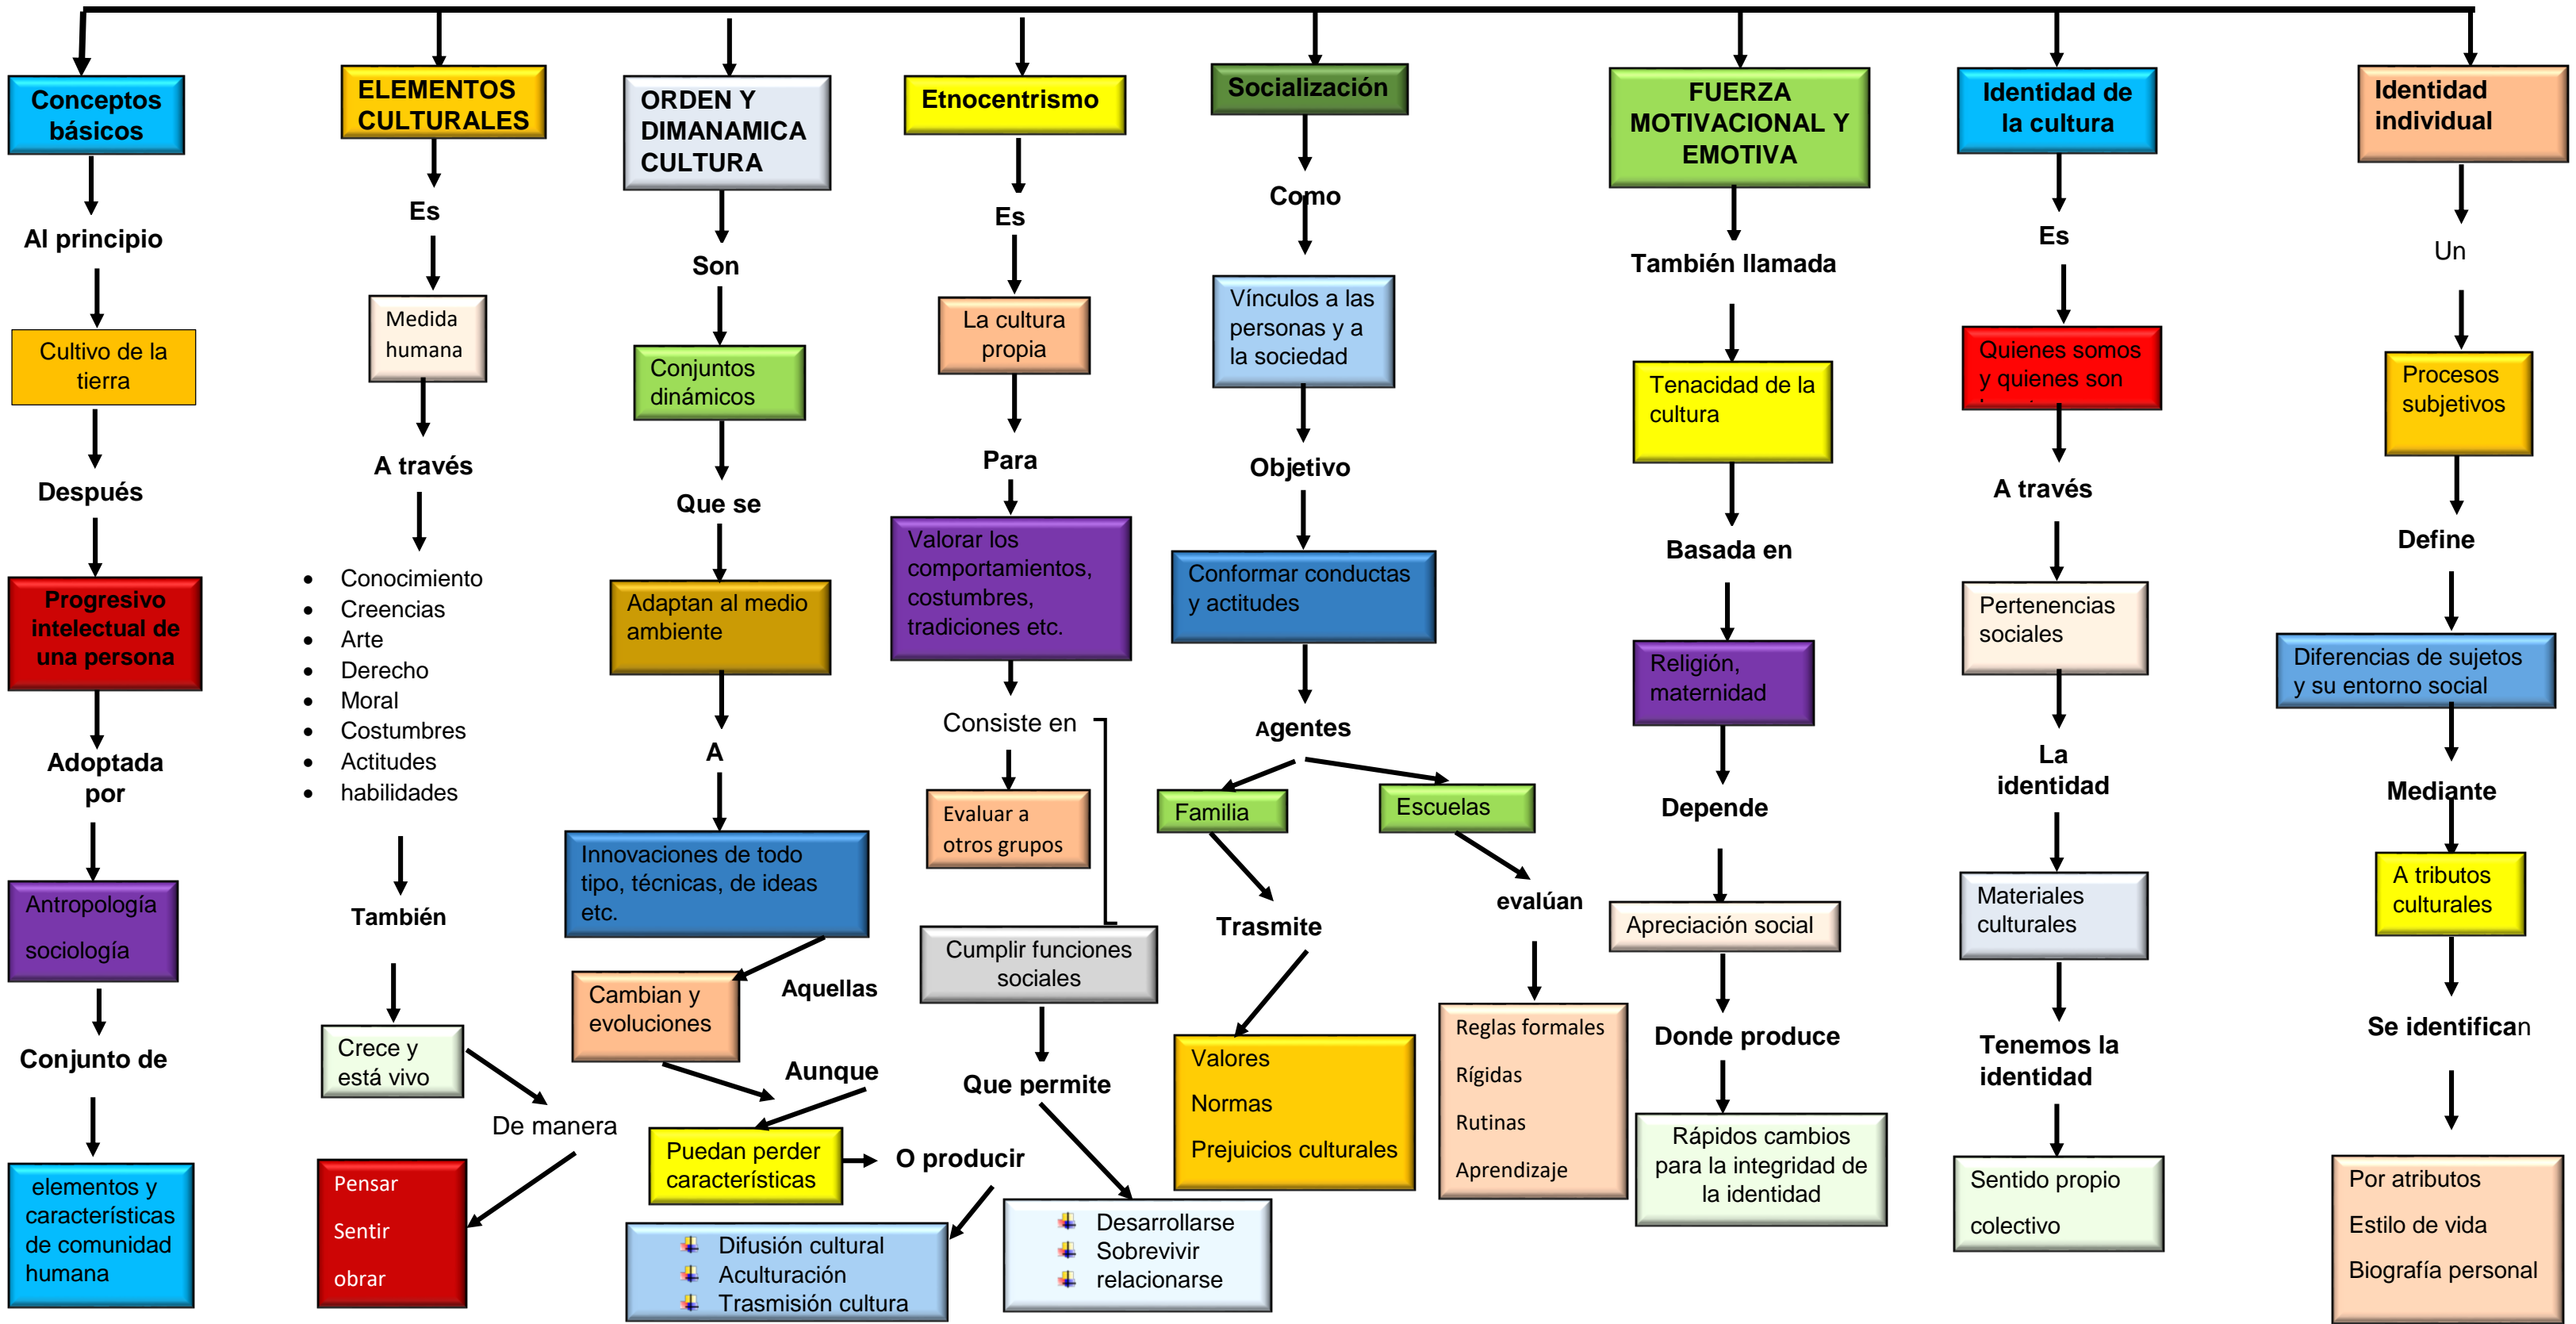 Conceptos
básicos
Al principio
Cultivo de la
tierra
Después
Progresivo
intelectual de
una persona
Adoptada
por
Antropología
sociología
Conjunto de
elementos y
características
de comunidad
humana
ELEMENTOS
CULTURALES
Es
Medida
humana
A través
• Conocimiento
• Creencias
• Arte
• Derecho
• Moral
• Costumbres
• Actitudes
• habilidades
También
Crece y
está vivo
De manera
Pensar
Sentir
obrar
ORDEN Y
DIMANAMICA
CULTURA
Son
Conjuntos
dinámicos
Que se
Adaptan al medio
ambiente
A
Innovaciones de todo
tipo, técnicas, de ideas
etc.
Aquellas
Cambian y
evoluciones
Aunque
Puedan perder
características
O producir
Difusión cultural
Aculturación
Trasmisión cultura
Etnocentrismo
Es
La cultura
propia
Para
Valorar los
comportamientos,
costumbres,
tradiciones etc.
Consiste en
Evaluar a
otros grupos
Cumplir funciones
sociales
Que permite
Desarrollarse
Sobrevivir
relacionarse
Socialización
Como
Vínculos a las
personas y a
la sociedad
Objetivo
Conformar conductas
y actitudes
Agentes
Familia
Escuelas
Trasmite
evalúan
Valores
Normas
Prejuicios culturales
Reglas formales
Rígidas
Rutinas
Aprendizaje
FUERZA
MOTIVACIONAL Y
EMOTIVA
También llamada
Tenacidad de la
cultura
Basada en
Religión,
maternidad
Depende
Apreciación social
Donde produce
Rápidos cambios
para la integridad de
la identidad
Identidad de
la cultura
Es
Quienes somos
y quienes son
A través
Pertenencias
sociales
La
identidad
Materiales
culturales
Tenemos la
identidad
Sentido propio
colectivo
Identidad
individual
Un
Procesos
subjetivos
Define
Diferencias de sujetos
y su entorno social
Mediante
A tributos
culturales
Se identifican
Por atributos
Estilo de vida
Biografía personal